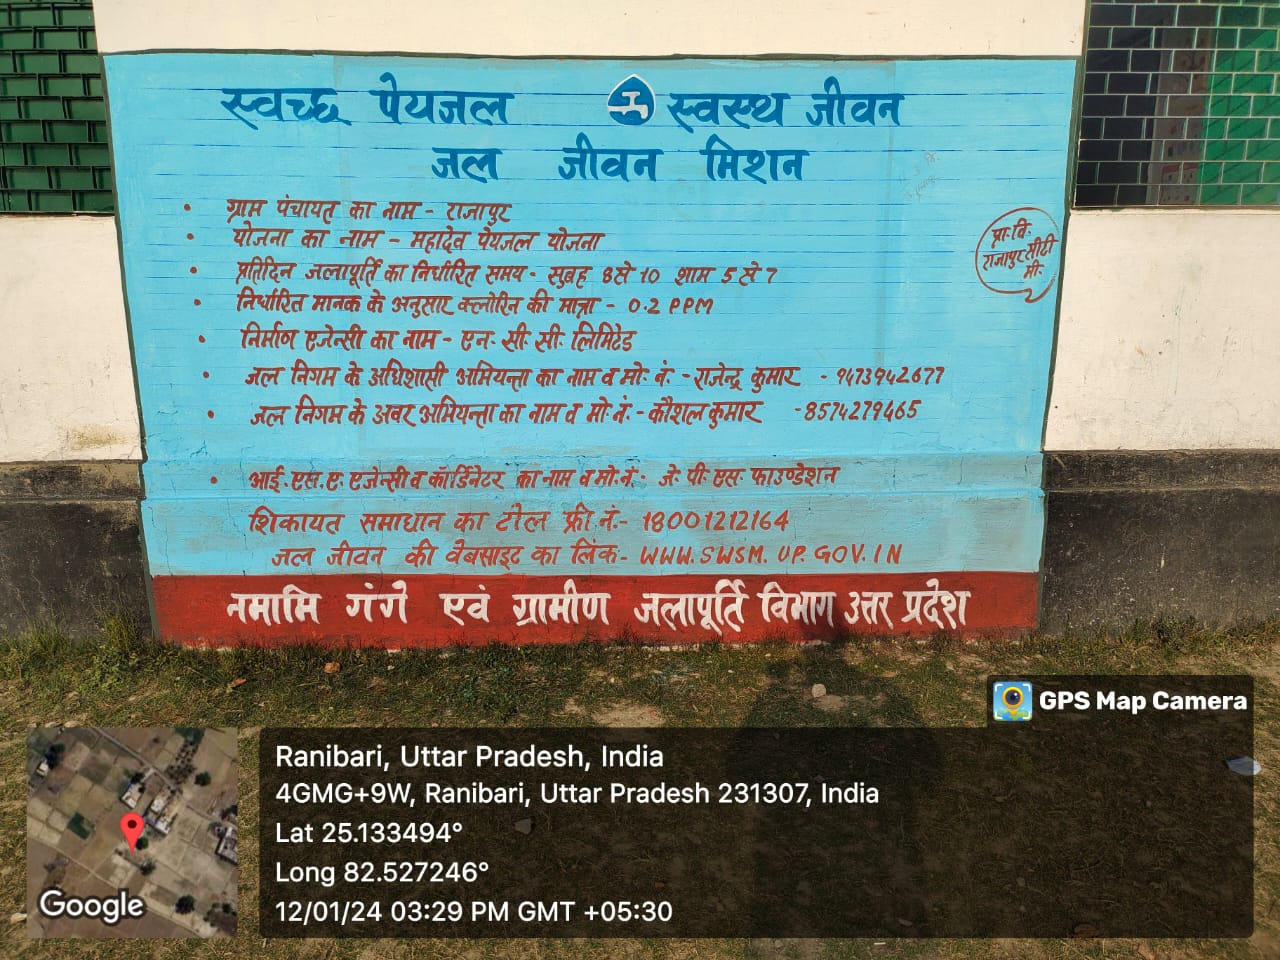 स्वच्छ पेयजल स्वस्थ जीवन
जल जीवन मिशन
• ग्राम पंचायत का नाम - राजापुर
• योजना का नाम - महादेव पेयजल योजना
• प्रतिदिन जलापूर्ति का निर्धारित समय - सुबह 8 से 10 शाम 5 से 7
• निर्धारित मानक के अनुसार क्लोरिन की मात्रा - 0.2 PPM
• निर्माण एजेन्सी का नाम - एन. सी. सी. लिमिटेड
• जल निगम के अधिशासी अभियन्ता का नाम व मो. नं. - राजेन्द्र कुमार - 9473942677
• जल निगम के अवर अभियन्ता का नाम व मो. नं. - कौशल कुमार - 8574279465
• आई. एस. ए. एजेन्सी व कॉर्डिनेटर का नाम व मो. नं. - जे. पी. एस. फाउण्डेशन
शिकायत समाधान का टोल फ्री. नं. - 18001212164
जल जीवन की वेबसाइट का लिंक - WWW.SWSM.UP.GOV.IN
नमामि गंगे एवं ग्रामीण जलापूर्ति विभाग उत्तर प्रदेश
प्रा. वि.
राजापुर सीटी
मी.
GPS Map Camera
Ranibari, Uttar Pradesh, India
4GMG+9W, Ranibari, Uttar Pradesh 231307, India
Lat 25.133494°
Long 82.527246°
12/01/24 03:29 PM GMT +05:30
Google